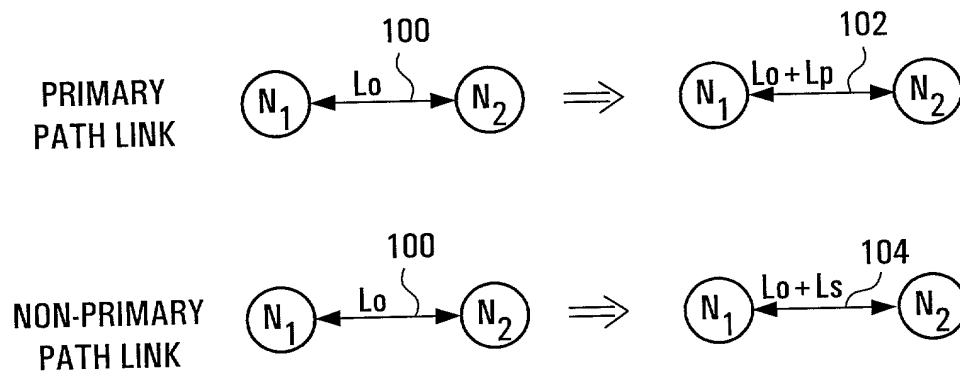 PRIMARY PATH LINK
N1 Lo 100 N2 ⇒ N1 Lo + Lp 102 N2
NON-PRIMARY PATH LINK
N1 Lo 100 N2 ⇒ N1 Lo + Ls 104 N2